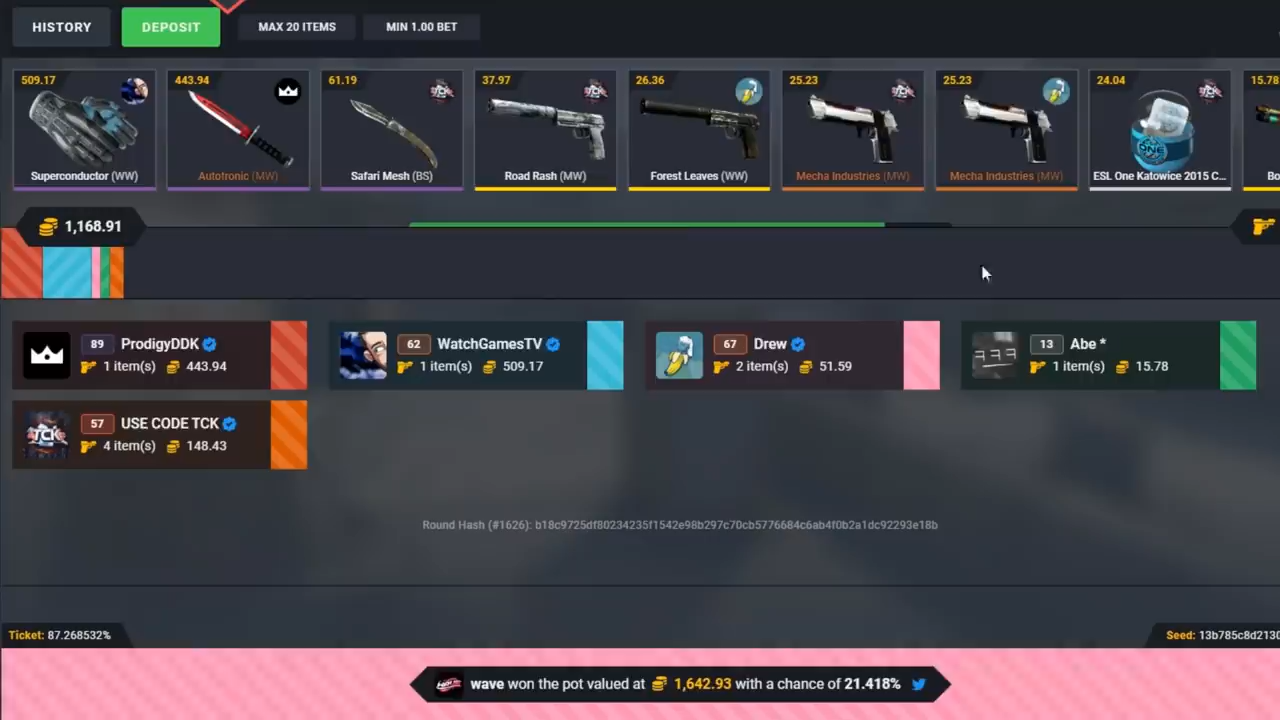 HISTORY DEPOSIT MAX 20 ITEMS MIN 1.00 BET
509.17 443.94 61.19 37.97 26.36 25.23 25.23 24.04 15.78
Superconductor (WW) Autotronic (MW) Safari Mesh (BS) Road Rash (MW) Forest Leaves (WW) Mecha Industries (MW) Mecha Industries (MW) ESL One Katowice 2015 C... Bo
1,168.91
89 ProdigyDDK 62 WatchGamesTV 67 Drew 13 Abe *
1 item(s) 443.94 1 item(s) 509.17 2 item(s) 51.59 1 item(s) 15.78
57 USE CODE TCK
4 item(s) 148.43
Round Hash (#1626): b18c9725df80234235f1542e98b297c70cb5776684c6ab4f0b2a1dc92293e18b
Ticket: 87.268532% Seed: 13b785c8d2130
wave won the pot valued at 1,642.93 with a chance of 21.418%